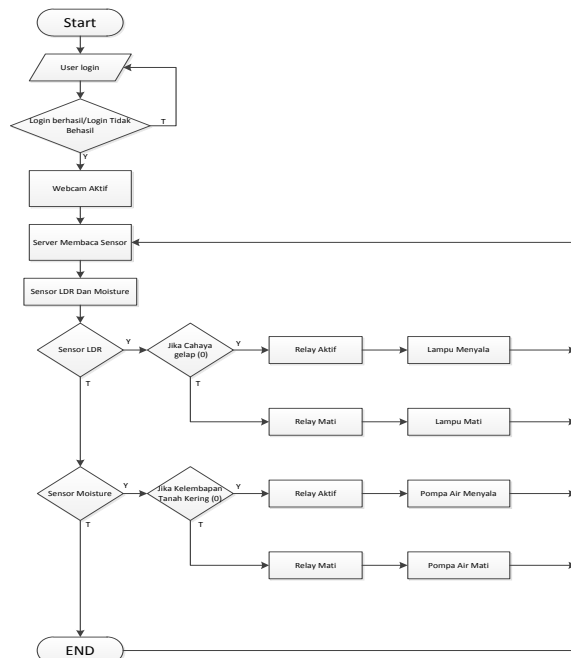 Start
User login
Login berhasil/Login Tidak
Behasil
T
Y
Webcam AKtif
Server Membaca Sensor
Sensor LDR Dan Moisture
Sensor LDR
Y
Jika Cahaya
gelap (0)
Y
Relay Aktif
Lampu Menyala
T
T
Relay Mati
Lampu Mati
Sensor Moisture
Y
Jika Kelembapan
Tanah Kering (0)
Y
Relay Aktif
Pompa Air Menyala
T
T
Relay Mati
Pompa Air Mati
END